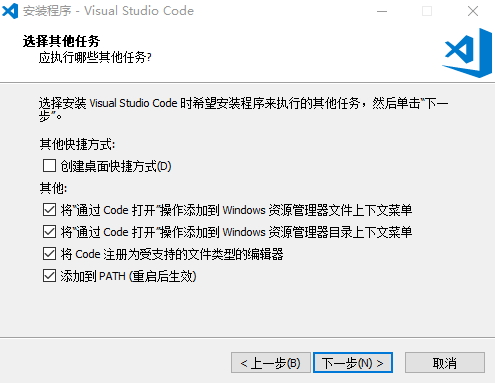 安装程序 - Visual Studio Code
选择其他任务
应执行哪些其他任务?
选择安装 Visual Studio Code 时希望安装程序来执行的其他任务，然后单击“下一
步”。
其他快捷方式:
创建桌面快捷方式(D)
其他:
将“通过 Code 打开”操作添加到 Windows 资源管理器文件上下文菜单
将“通过 Code 打开”操作添加到 Windows 资源管理器目录上下文菜单
将 Code 注册为受支持的文件类型的编辑器
添加到 PATH (重启后生效)
< 上一步(B) 下一步(N) > 取消